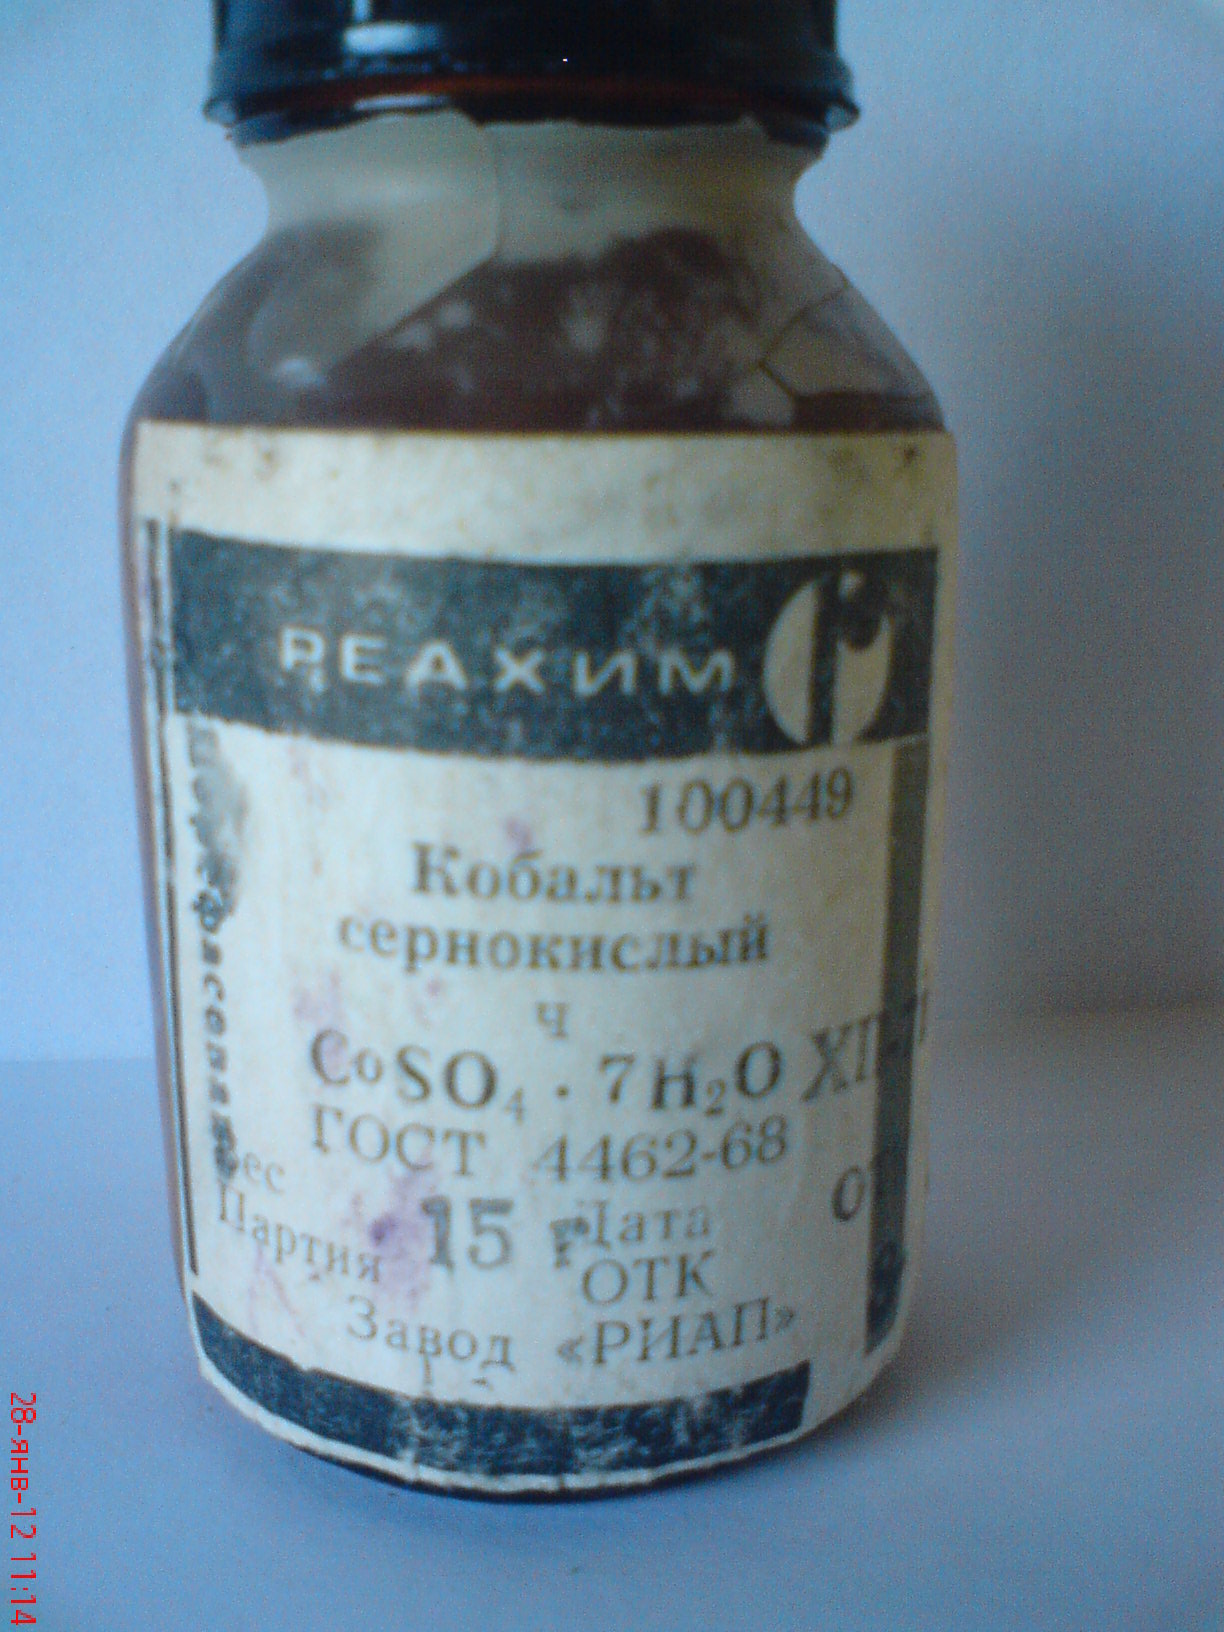 РЕАХИМ
100449
Кобальт
сернокислый
ч
CoSO₄ · 7H₂O
ГОСТ 4462-68
Вес
Партия 15 г Дата
ОТК
Завод «РИАП»
28-янв-12 11:14